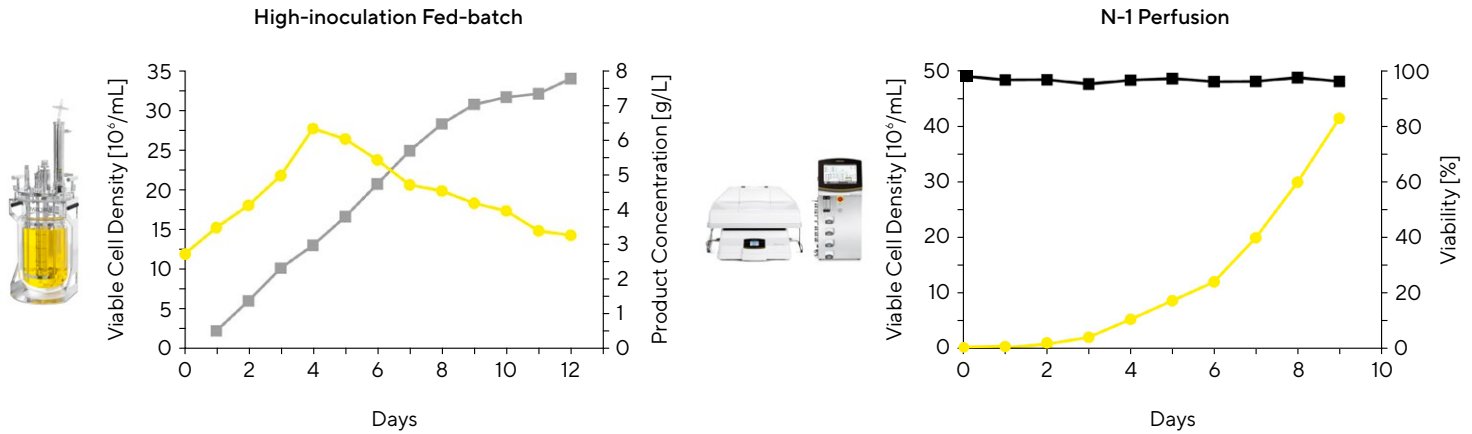 High-inoculation Fed-batch
Viable Cell Density [10⁶/mL]
35
30
25
20
15
10
5
0
8
7
6
5
4
3
2
1
0
Product Concentration [g/L]
0 2 4 6 8 10 12
Days
N-1 Perfusion
Viable Cell Density [10⁶/mL]
50
40
30
20
10
0
100
80
60
40
20
0
Viability [%]
0 2 4 6 8 10
Days